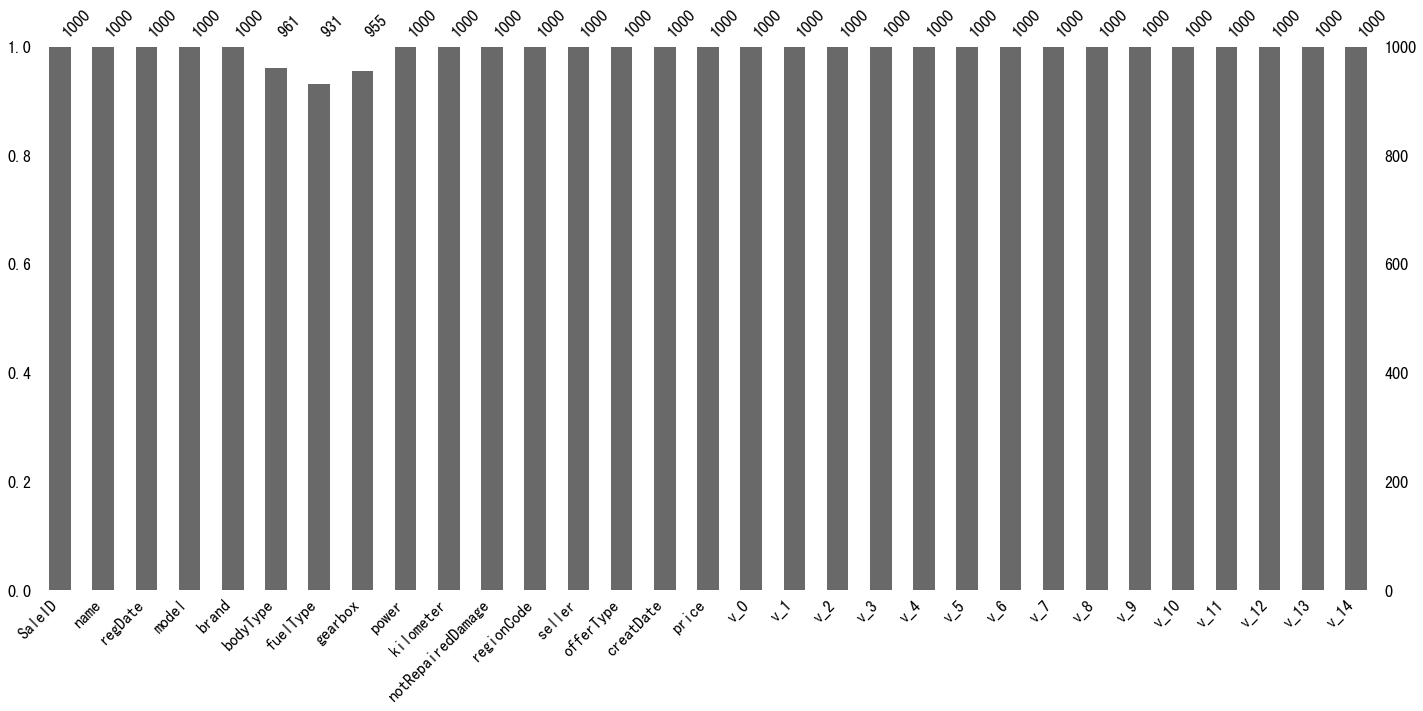 1000 1000 1000 1000 1000 961 931 955 1000 1000 1000 1000 1000 1000 1000 1000 1000 1000 1000 1000 1000 1000 1000 1000 1000 1000 1000 1000 1000 1000 1000
1.0 1000
0.8 800
0.6 600
0.4 400
0.2 200
0.0 0
SaleID
name
regDate
model
brand
bodyType
fuelType
gearbox
power
kilometer
notRepairedDamage
regionCode
seller
offerType
creatDate
price
v_0
v_1
v_2
v_3
v_4
v_5
v_6
v_7
v_8
v_9
v_10
v_11
v_12
v_13
v_14